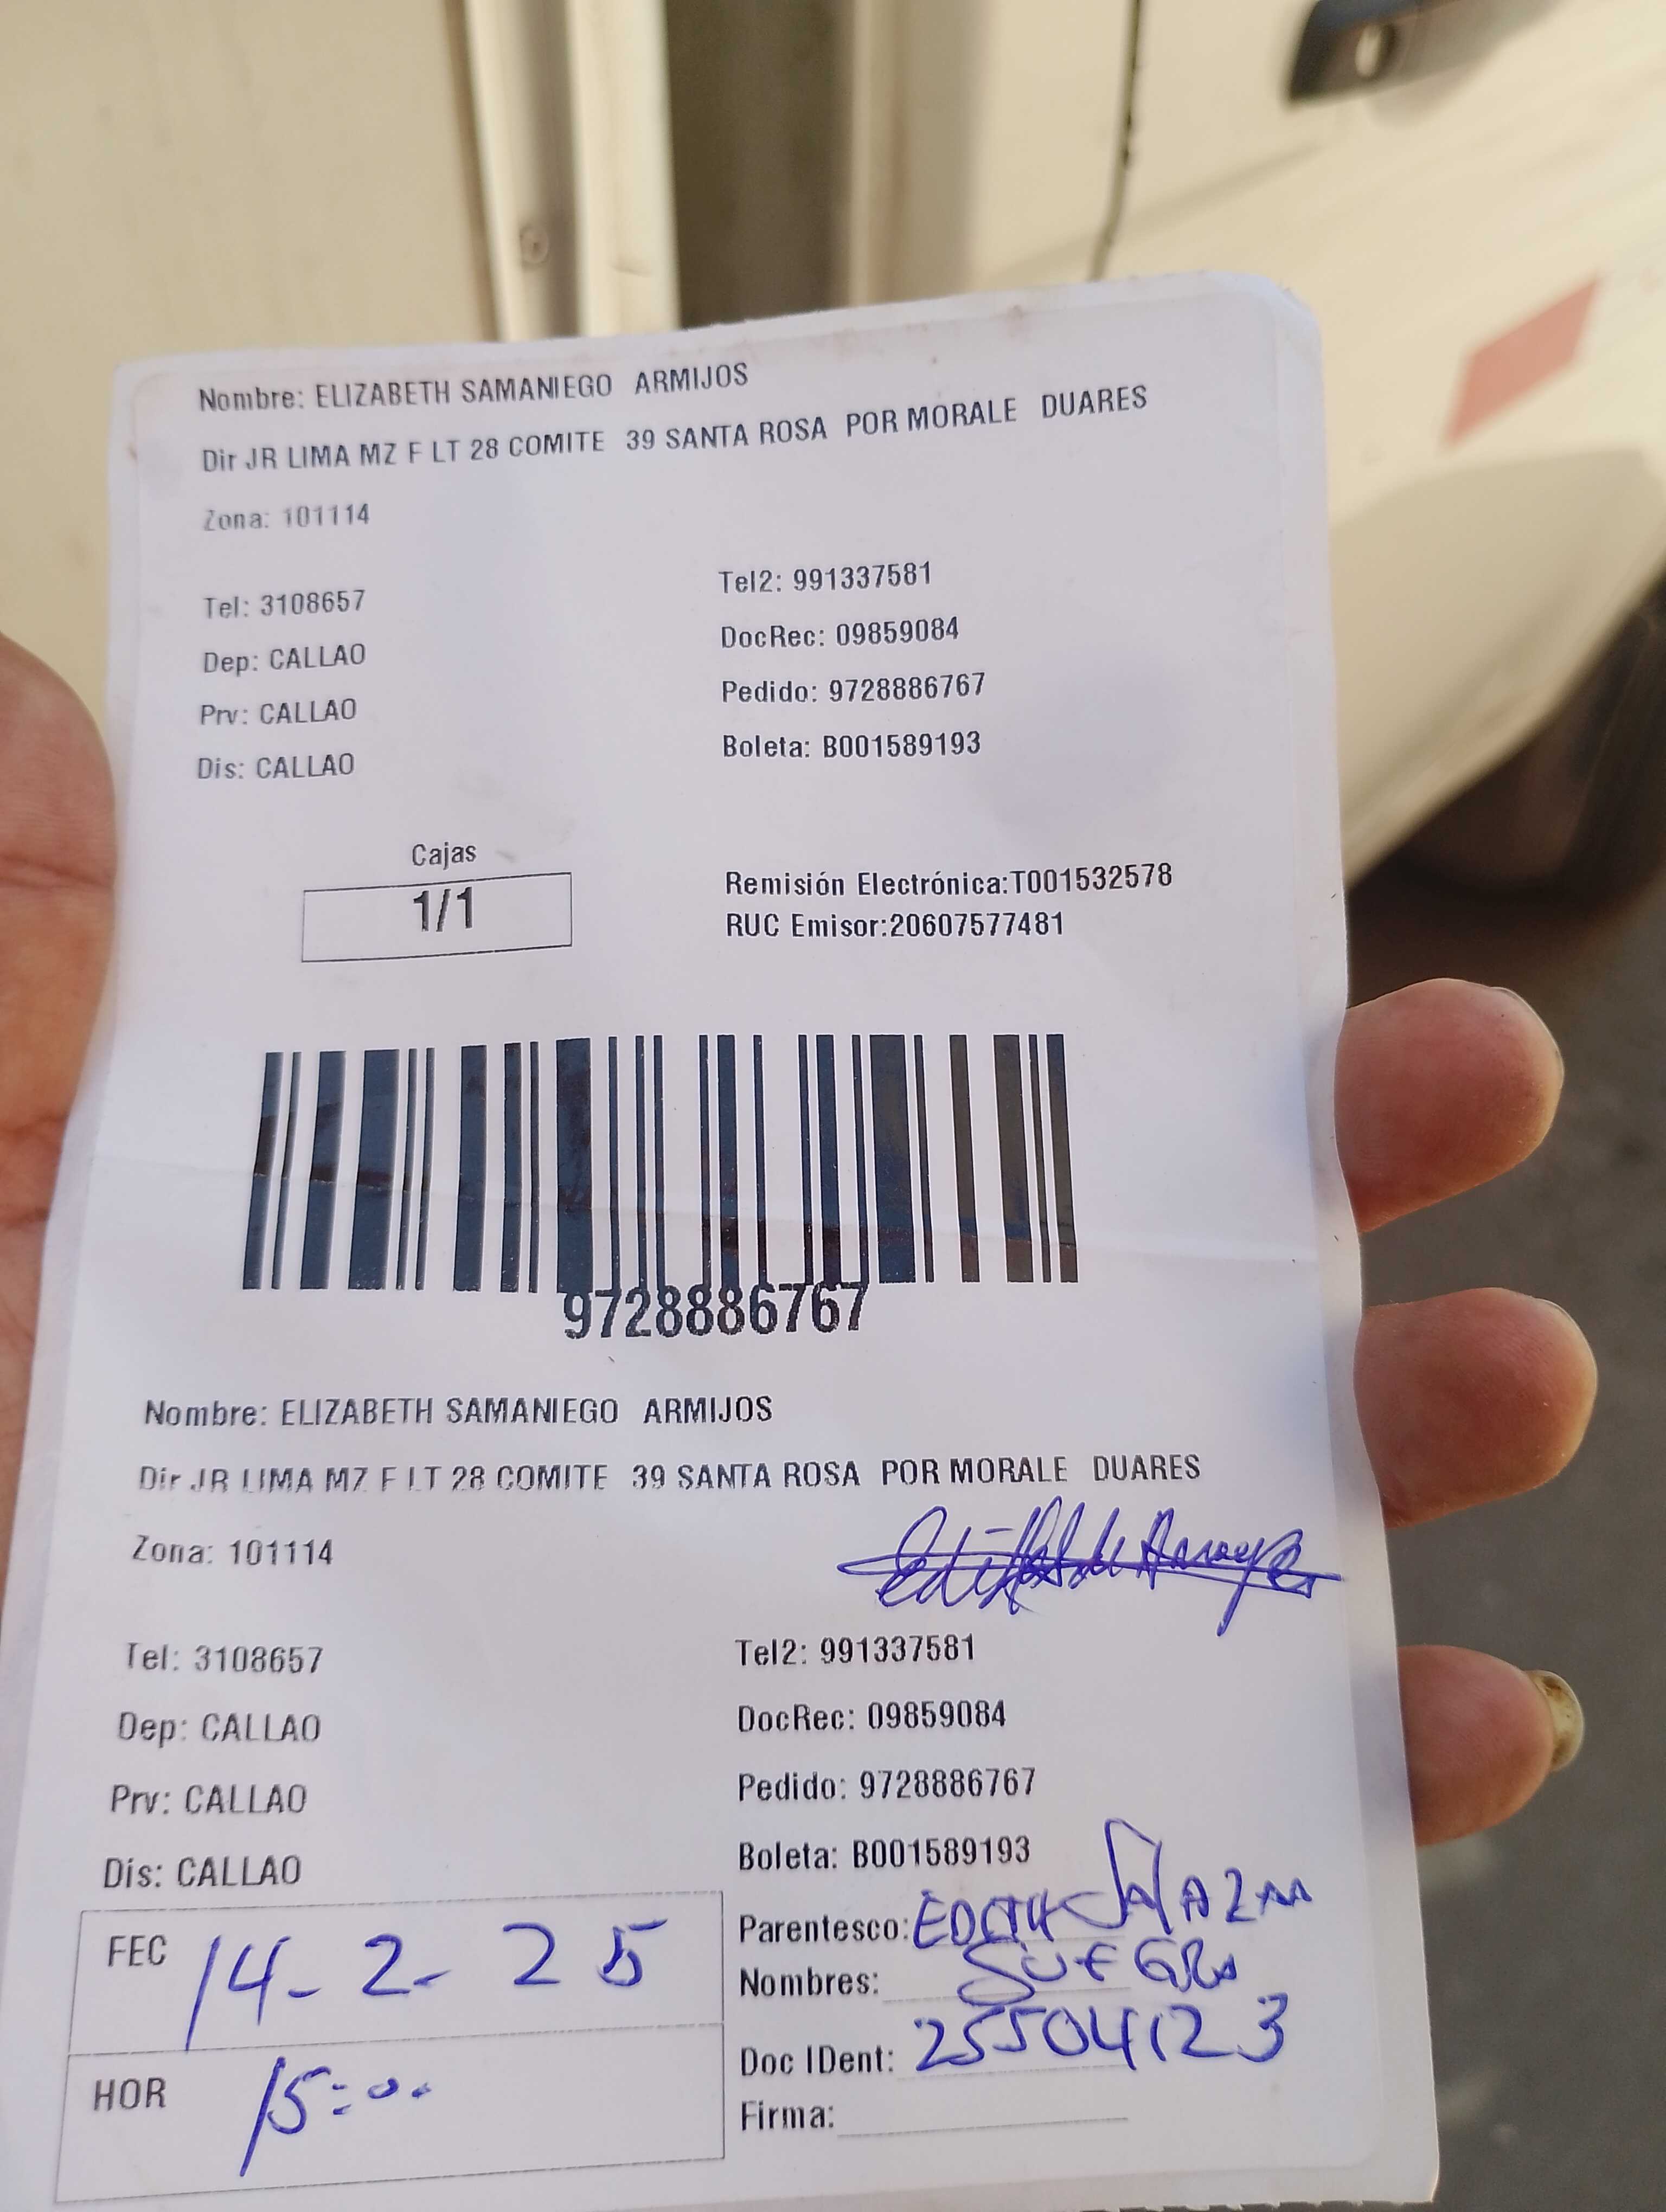 Nombre: ELIZABETH SAMANIEGO ARMIJOS
Dir JR LIMA MZ F LT 28 COMITE 39 SANTA ROSA POR MORALE DUARES
Zona: 101114
Tel: 3108657 Tel2: 991337581
Dep: CALLAO DocRec: 09859084
Prv: CALLAO Pedido: 9728886767
Dis: CALLAO Boleta: B001589193
Cajas
1/1
Remisión Electrónica:T001532578
RUC Emisor:20607577481
9728886767
Nombre: ELIZABETH SAMANIEGO ARMIJOS
Dir JR LIMA MZ F LT 28 COMITE 39 SANTA ROSA POR MORALE DUARES
Zona: 101114
Tel: 3108657 Tel2: 991337581
Dep: CALLAO DocRec: 09859084
Prv: CALLAO Pedido: 9728886767
Dis: CALLAO Boleta: B001589193
FEC 14-2-25
HOR 15:00
Parentesco: EDITH
Nombres: SUEGRA
Doc IDent: 25504123
Firma: